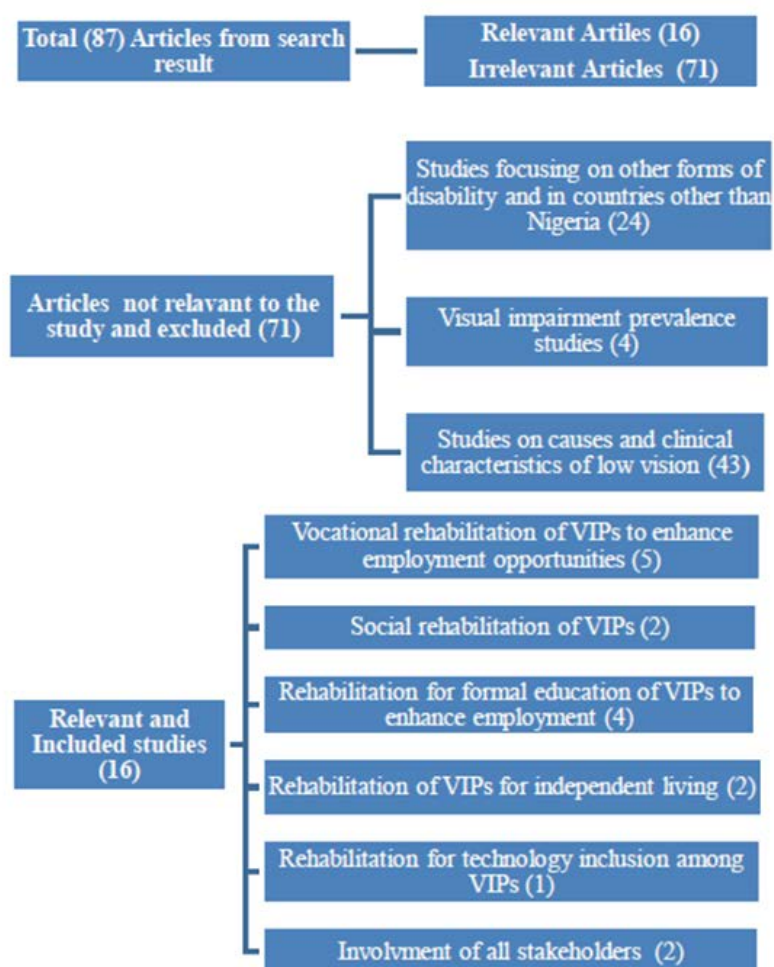 Total (87) Articles from search
result
Relevant Artiles (16)
Irrelevant Articles (71)
Studies focusing on other forms of
disability and in countries other than
Nigeria (24)
Articles not relavant to the
study and excluded (71)
Visual impairment prevalence
studies (4)
Studies on causes and clinical
characteristics of low vision (43)
Vocational rehabilitation of VIPs to enhance
employment opportunities (5)
Social rehabilitation of VIPs (2)
Rehabilitation for formal education of VIPs to
enhance employment (4)
Relevant and
Included studies
(16)
Rehabilitation of VIPs for independent living (2)
Rehabilitation for technology inclusion among
VIPs (1)
Involvment of all stakeholders (2)